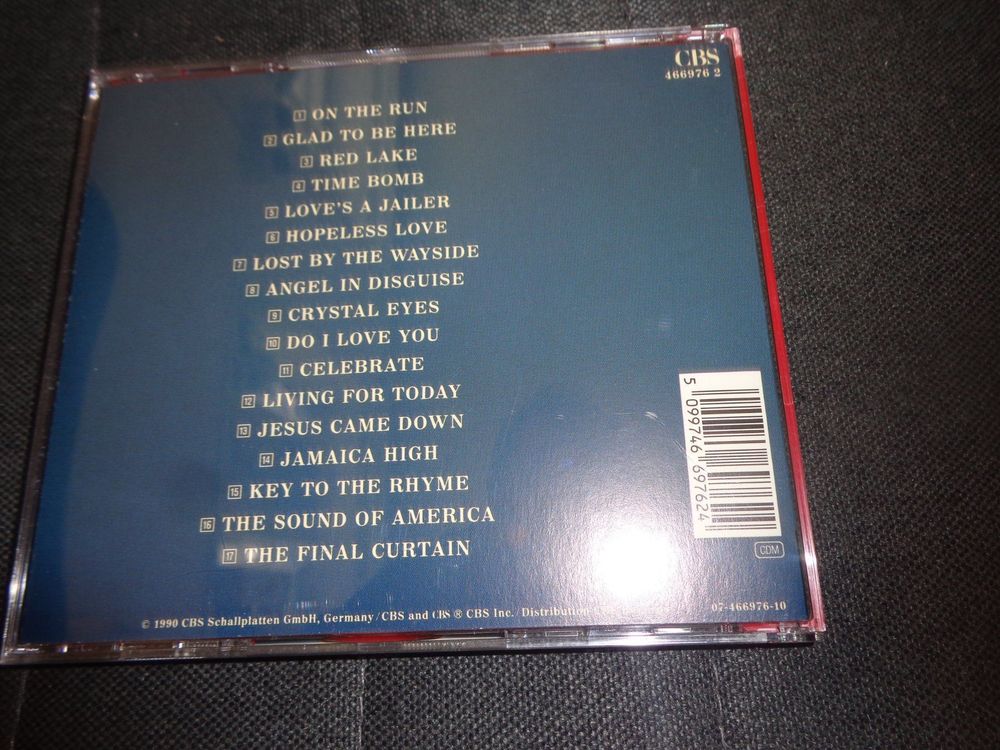 CBS
466976 2
1 ON THE RUN
2 GLAD TO BE HERE
3 RED LAKE
4 TIME BOMB
5 LOVE'S A JAILER
6 HOPELESS LOVE
7 LOST BY THE WAYSIDE
8 ANGEL IN DISGUISE
9 CRYSTAL EYES
10 DO I LOVE YOU
11 CELEBRATE
12 LIVING FOR TODAY
13 JESUS CAME DOWN
14 JAMAICA HIGH
15 KEY TO THE RHYME
16 THE SOUND OF AMERICA
17 THE FINAL CURTAIN
5 099746 697624
CDM
07-466976-10
© 1990 CBS Schallplatten GmbH, Germany / CBS and CBS ® CBS Inc. / Distribution